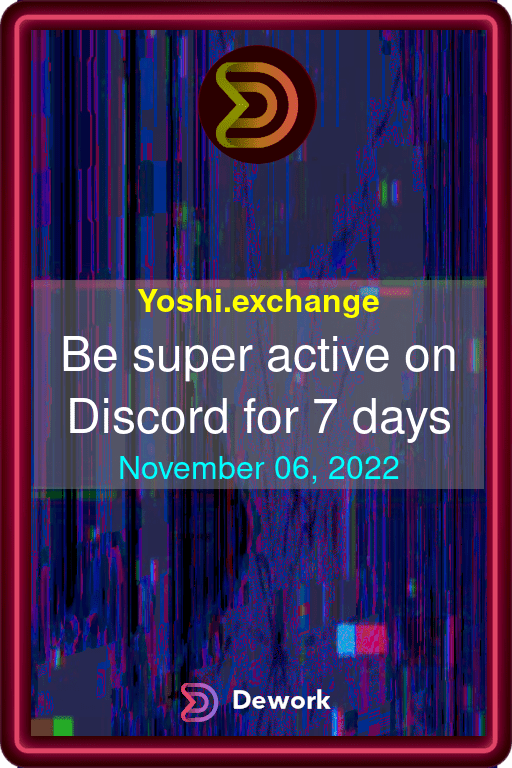 Yoshi.exchange
Be super active on
Discord for 7 days
November 06, 2022
Dework